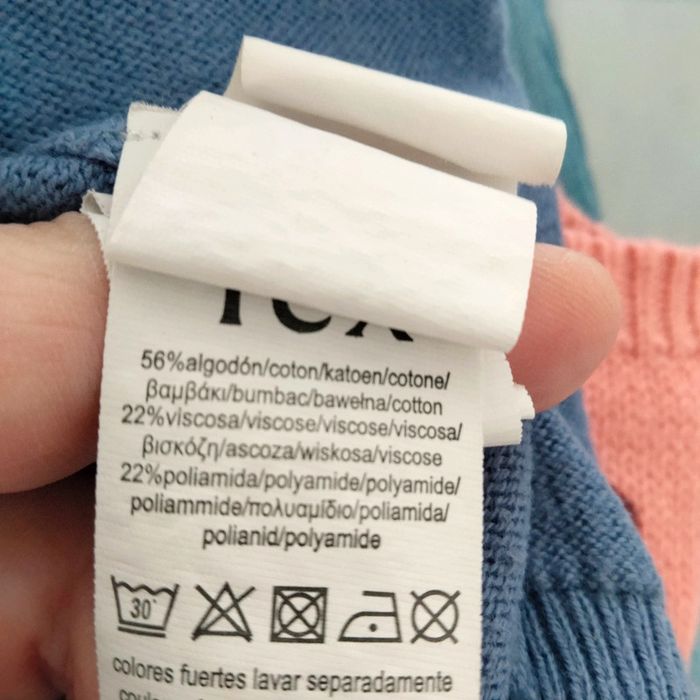 56%algodón/coton/katoen/cotone/
βαμβάκι/bumbac/bawełna/cotton
22%viscosa/viscose/viscose/viscosa/
βισκόζη/ascoza/wiskosa/viscose
22%poliamida/polyamide/polyamide/
poliammide/πολυαμίδιο/poliamida/
polianid/polyamide
30°
colores fuertes lavar separadamente